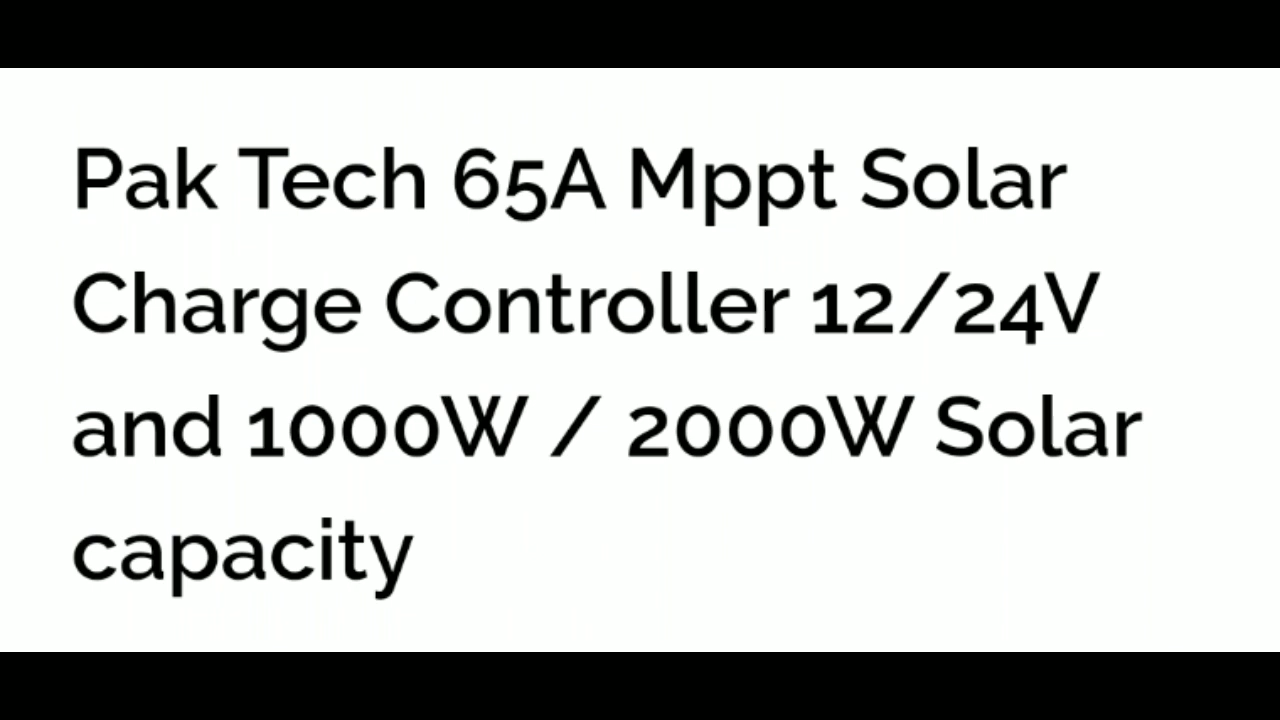 Pak Tech 65A Mppt Solar
Charge Controller 12/24V
and 1000W / 2000W Solar
capacity